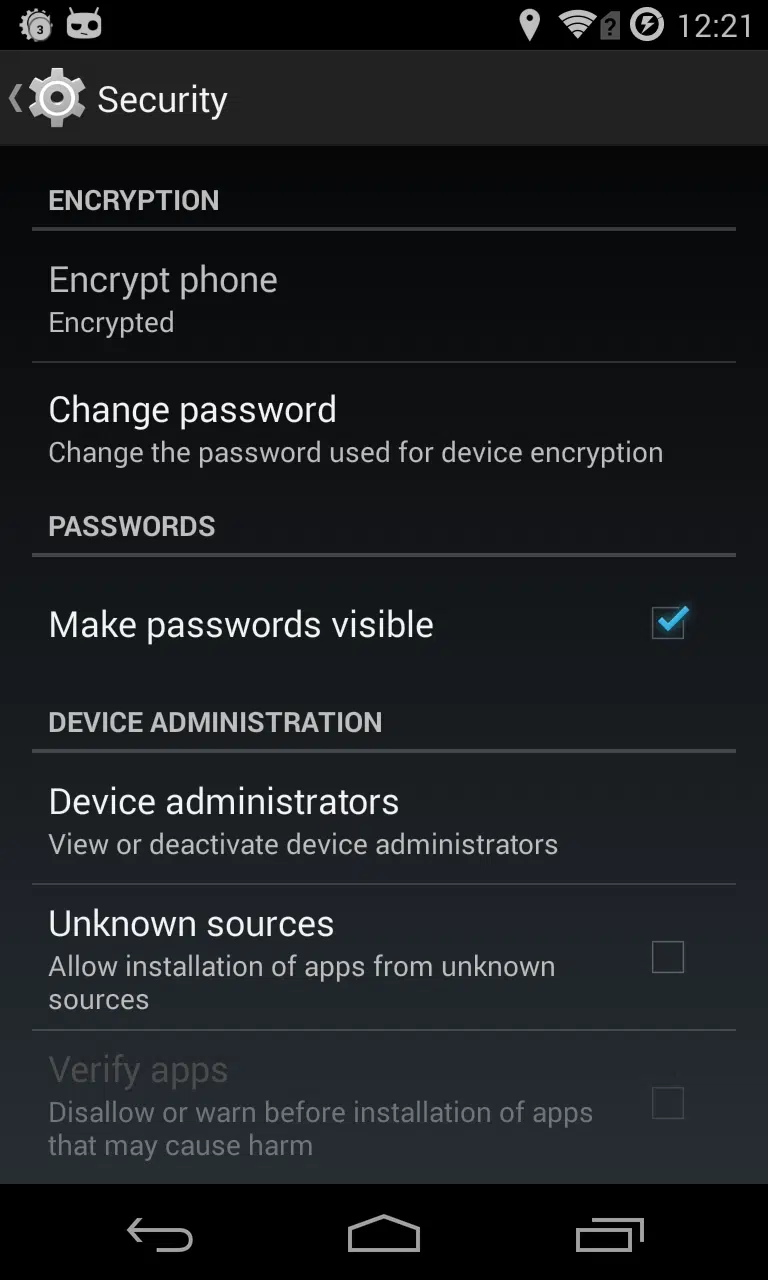 3
? 12:21
Security
ENCRYPTION
Encrypt phone
Encrypted
Change password
Change the password used for device encryption
PASSWORDS
Make passwords visible
DEVICE ADMINISTRATION
Device administrators
View or deactivate device administrators
Unknown sources
Allow installation of apps from unknown
sources
Verify apps
Disallow or warn before installation of apps
that may cause harm